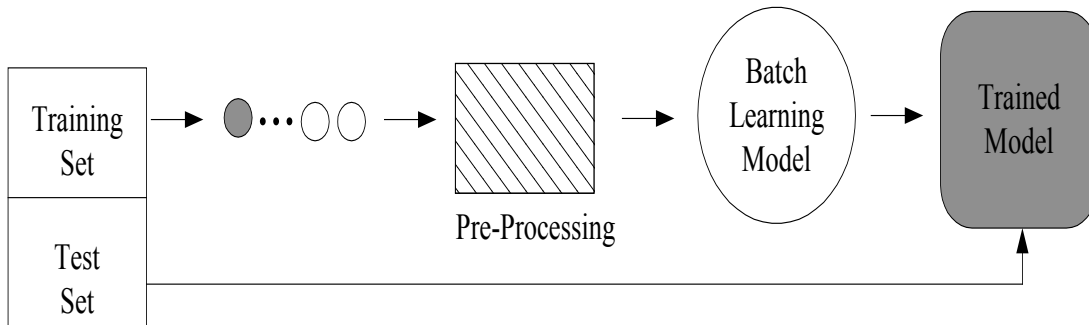 Training
Set
Test
Set
Pre-Processing
Batch
Learning
Model
Trained
Model